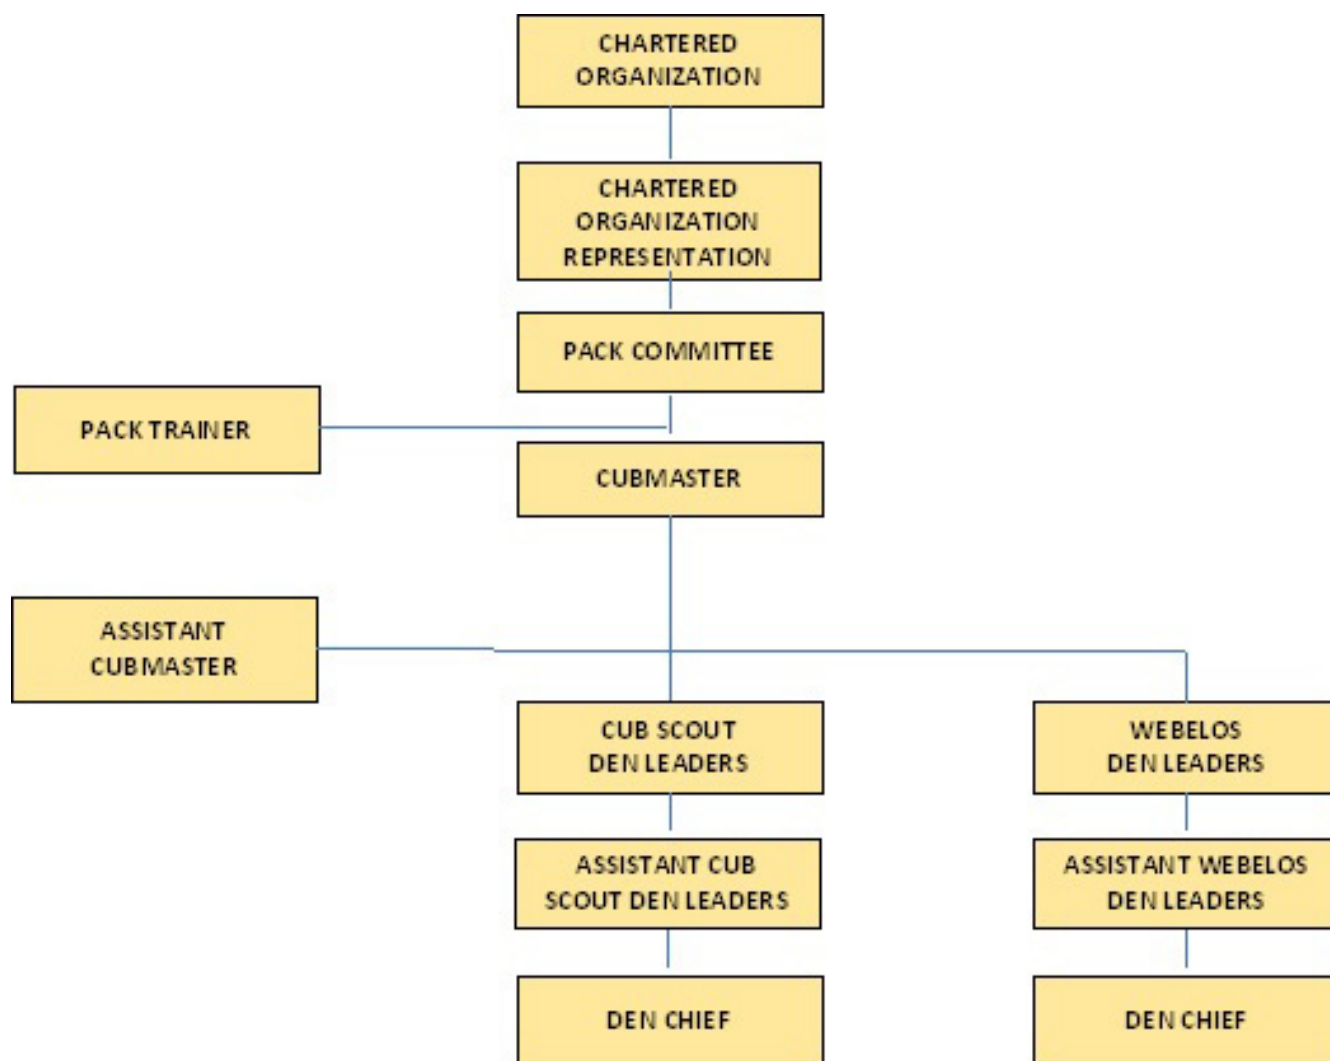 CHARTERED
ORGANIZATION
CHARTERED
ORGANIZATION
REPRESENTATION
PACK COMMITTEE
PACK TRAINER
CUBMASTER
ASSISTANT
CUBMASTER
CUB SCOUT
DEN LEADERS
WEBELOS
DEN LEADERS
ASSISTANT CUB
SCOUT DEN LEADERS
ASSISTANT WEBELOS
DEN LEADERS
DEN CHIEF
DEN CHIEF